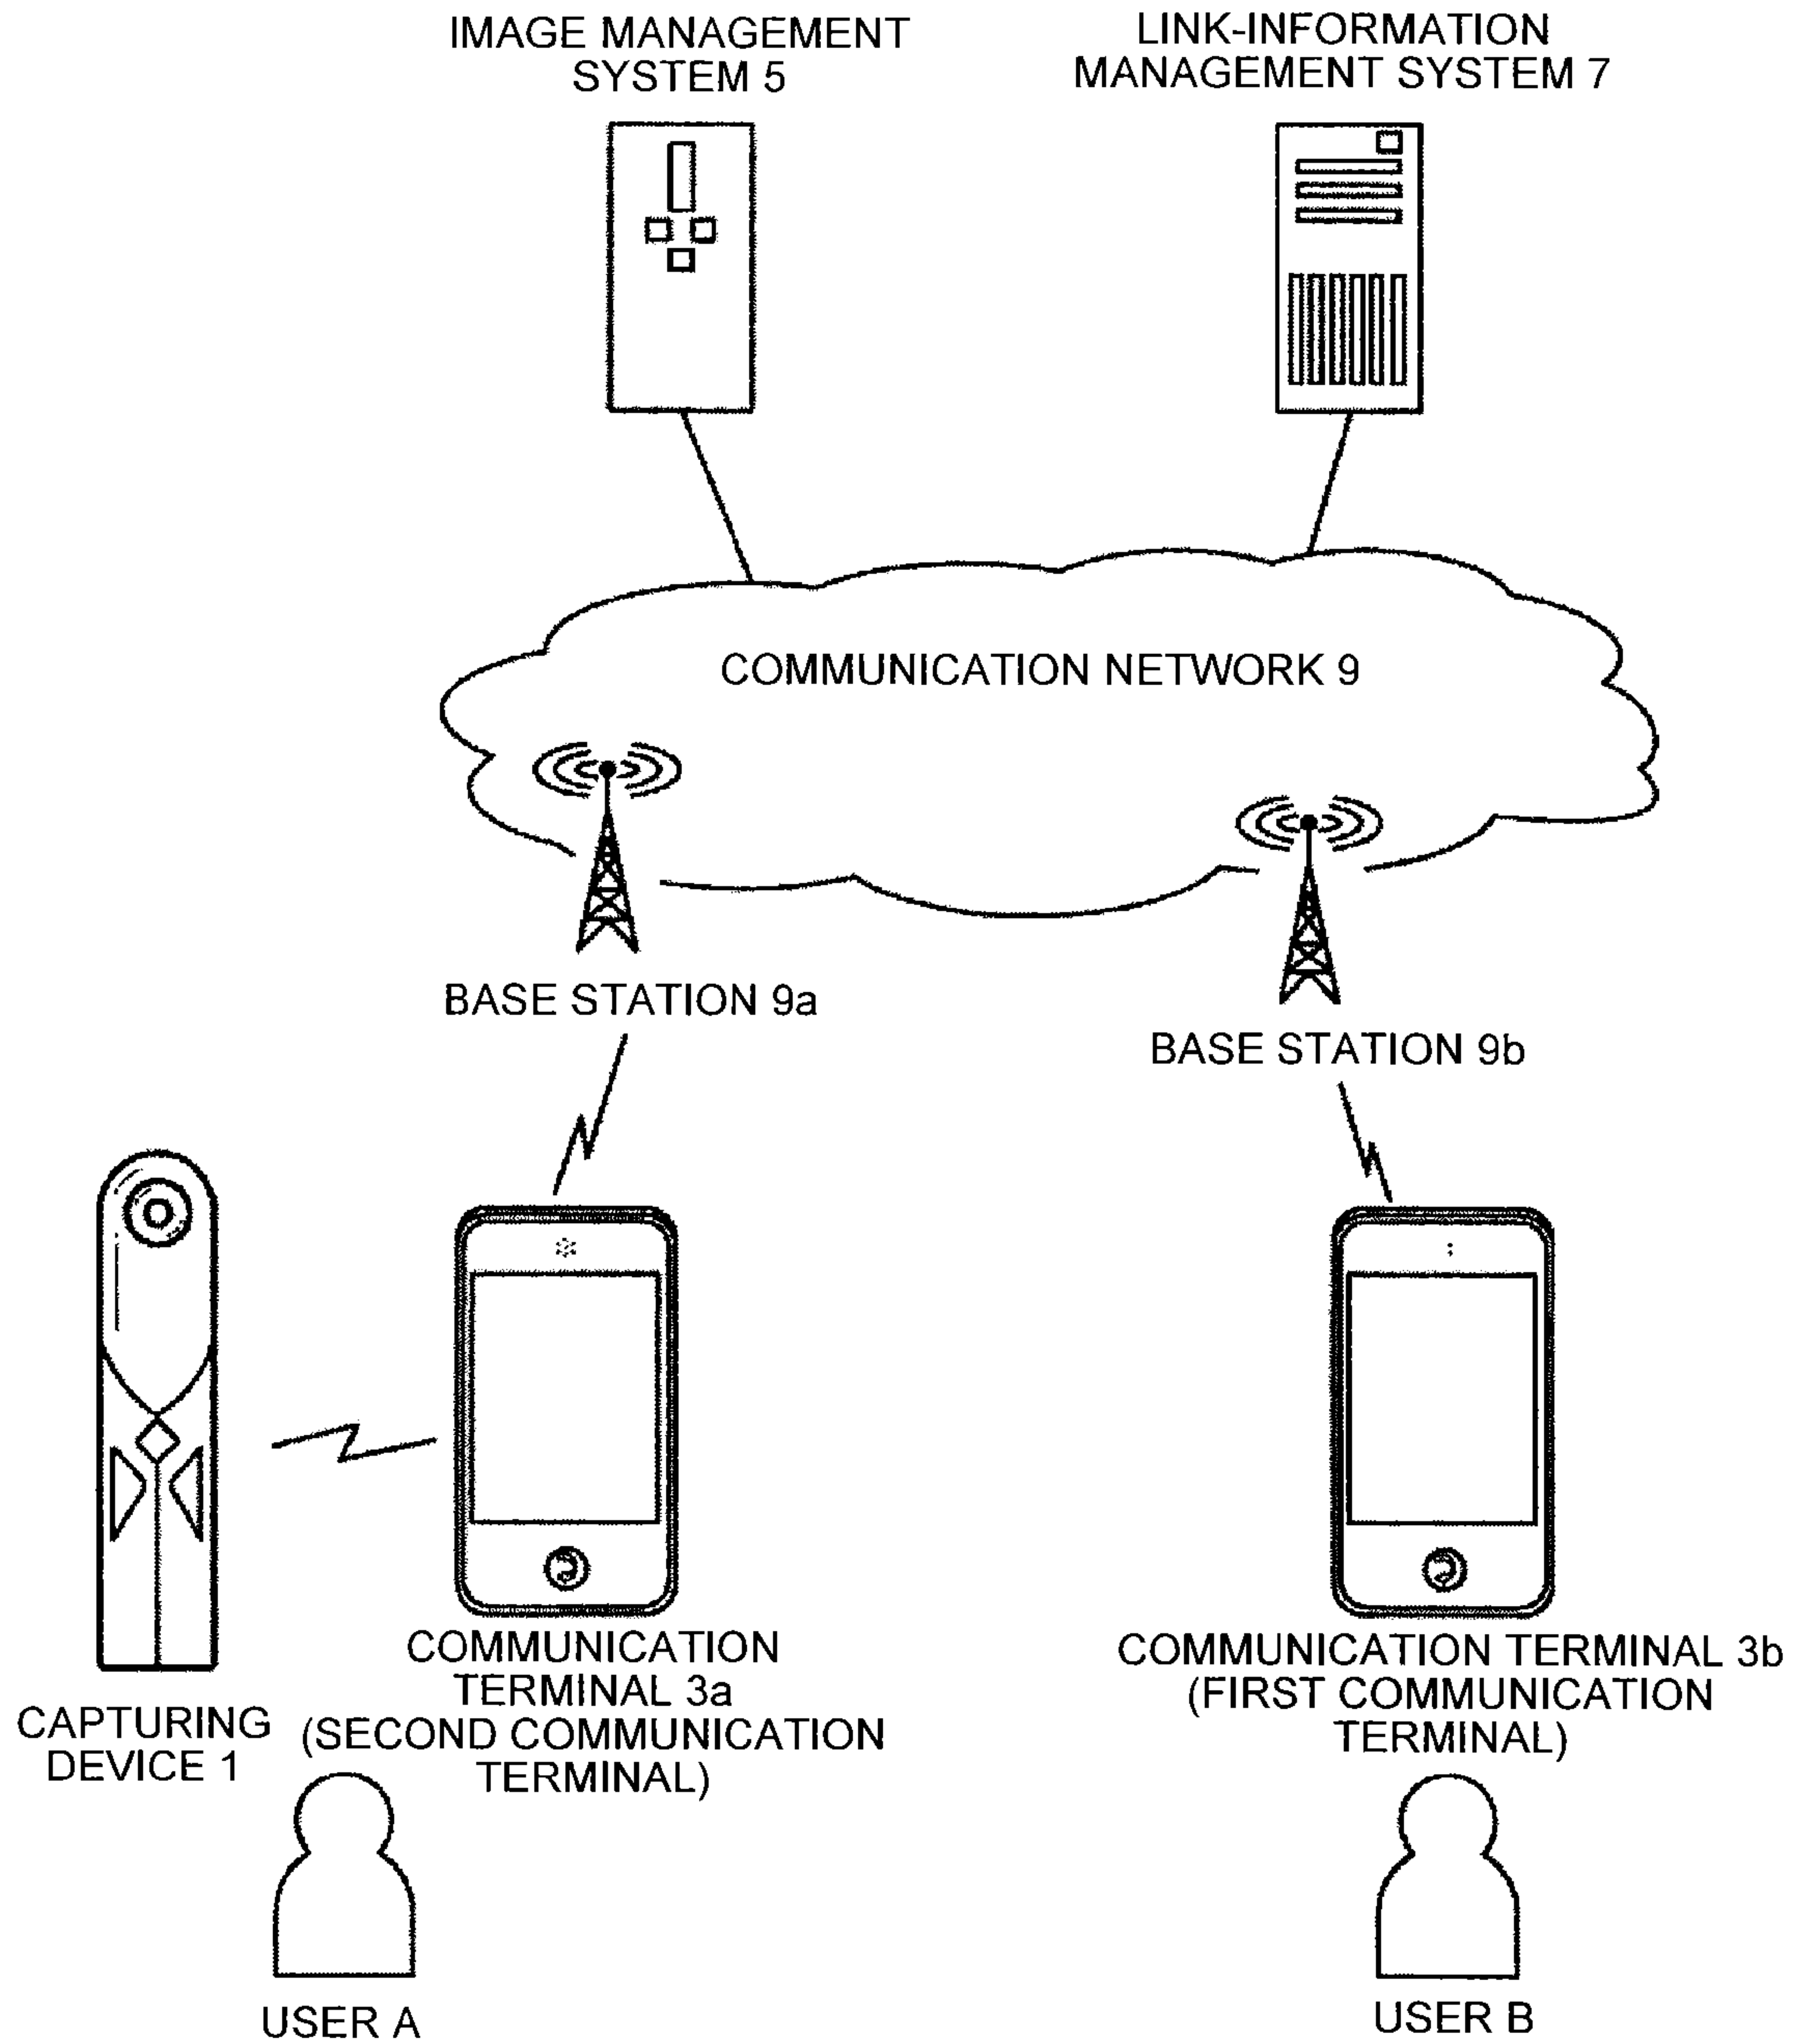 IMAGE MANAGEMENT
SYSTEM 5
LINK-INFORMATION
MANAGEMENT SYSTEM 7
COMMUNICATION NETWORK 9
BASE STATION 9a
BASE STATION 9b
CAPTURING
DEVICE 1
COMMUNICATION
TERMINAL 3a
(SECOND COMMUNICATION
TERMINAL)
COMMUNICATION TERMINAL 3b
(FIRST COMMUNICATION
TERMINAL)
USER A
USER B